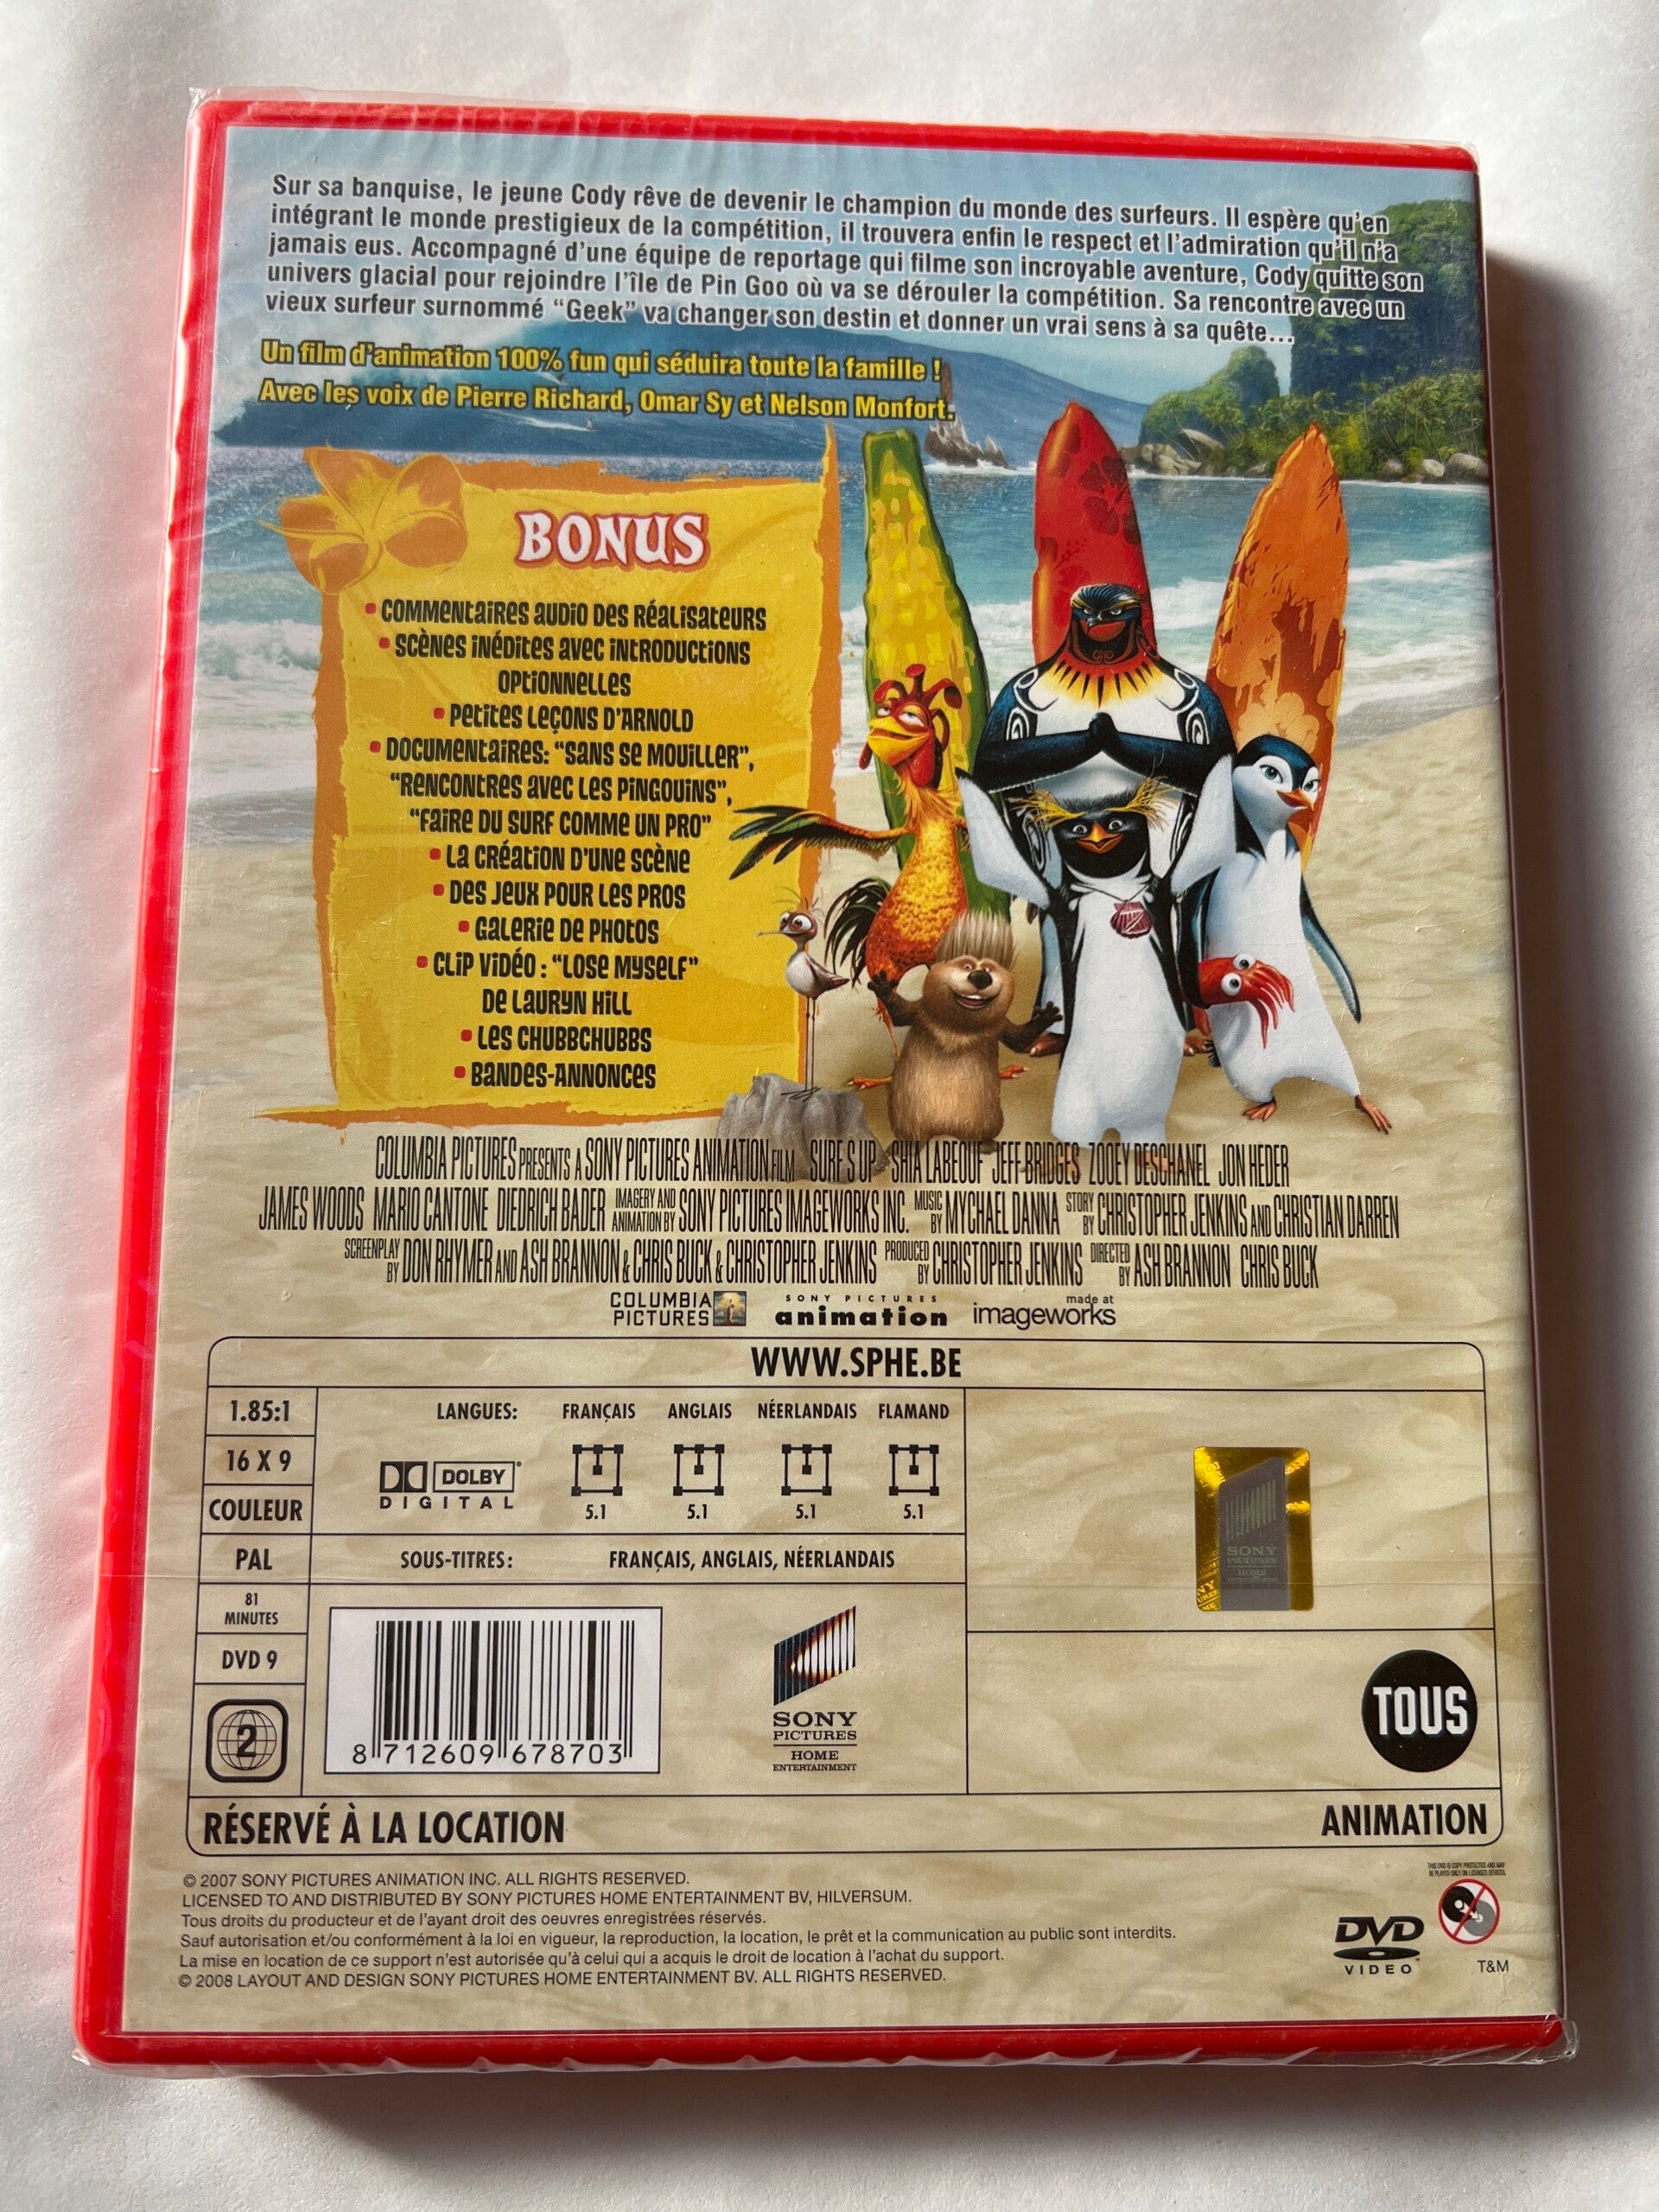 Sur sa banquise, le jeune Cody rêve de devenir le champion du monde des surfeurs. Il espère qu'en
intégrant le monde prestigieux de la compétition, il trouvera enfin le respect et l'admiration qu'il n'a
jamais eus. Accompagné d'une équipe de reportage qui filme son incroyable aventure, Cody quitte son
univers glacial pour rejoindre l'île de Pin Goo où va se dérouler la compétition. Sa rencontre avec un
vieux surfeur surnommé "Geek" va changer son destin et donner un vrai sens à sa quête...
Un film d'animation 100% fun qui séduira toute la famille !
Avec les voix de Pierre Richard, Omar Sy et Nelson Monfort.
BONUS
• COMMENTAIRES AUDIO DES RÉALISATEURS
• SCÈNES INÉDITES AVEC INTRODUCTIONS
OPTIONNELLES
• PETITES LEÇONS D'ARNOLD
• DOCUMENTAIRES: "SANS SE MOUILLER",
"RENCONTRES AVEC LES PINGOUINS",
"FAIRE DU SURF COMME UN PRO"
• LA CRÉATION D'UNE SCÈNE
• DES JEUX POUR LES PROS
• GALERIE DE PHOTOS
• CLIP VIDÉO : "LOSE MYSELF"
DE LAURYN HILL
• LES CHUBBCHUBBS
• BANDES-ANNONCES
COLUMBIA PICTURES PRESENTS A SONY PICTURES ANIMATION FILM SURF'S UP SHIA LABEOUF JEFF BRIDGES ZOOEY DESCHANEL JON HEDER
JAMES WOODS MARIO CANTONE DIEDRICH BADER IMAGERY AND ANIMATION BY SONY PICTURES IMAGEWORKS INC. MUSIC BY MYCHAEL DANNA STORY BY CHRISTOPHER JENKINS AND CHRISTIAN DARREN
SCREENPLAY BY DON RHYMER AND ASH BRANNON & CHRIS BUCK & CHRISTOPHER JENKINS PRODUCED BY CHRISTOPHER JENKINS DIRECTED BY ASH BRANNON CHRIS BUCK
COLUMBIA PICTURES SONY PICTURES animation made at imageworks
WWW.SPHE.BE
1.85:1
16 X 9
COULEUR
PAL
81
MINUTES
DVD 9
2
LANGUES: FRANÇAIS ANGLAIS NÉERLANDAIS FLAMAND
DOLBY
DIGITAL
5.1 5.1 5.1 5.1
SOUS-TITRES: FRANÇAIS, ANGLAIS, NÉERLANDAIS
8 712609 678703
SONY
PICTURES
HOME
ENTERTAINMENT
SONY
PICTURES
HOME
ENTERTAINMENT
TOUS
RÉSERVÉ À LA LOCATION
ANIMATION
© 2007 SONY PICTURES ANIMATION INC. ALL RIGHTS RESERVED.
LICENSED TO AND DISTRIBUTED BY SONY PICTURES HOME ENTERTAINMENT BV, HILVERSUM.
Tous droits du producteur et de l'ayant droit des oeuvres enregistrées réservés.
Sauf autorisation et/ou conformément à la loi en vigueur, la reproduction, la location, le prêt et la communication au public sont interdits.
La mise en location de ce support n'est autorisée qu'à celui qui a acquis le droit de location à l'achat du support.
© 2008 LAYOUT AND DESIGN SONY PICTURES HOME ENTERTAINMENT BV. ALL RIGHTS RESERVED.
THIS DVD IS COPY PROTECTED AND MAY
BE PLAYED ONLY ON LICENSED DEVICES.
DVD
VIDEO
T&M